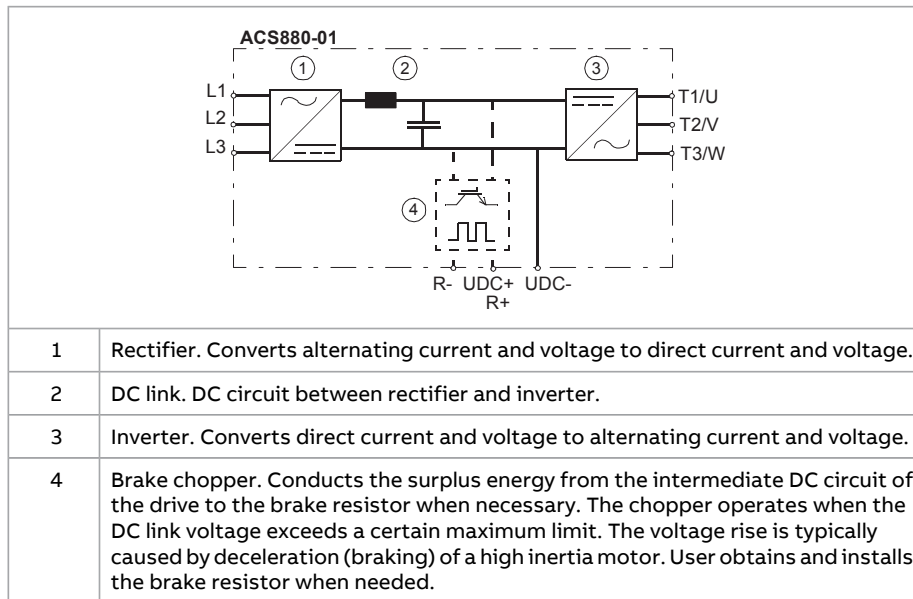 ACS880-01
1 2 3
L1 T1/U
L2 T2/V
L3 T3/W
4
R- UDC+ UDC-
R+
1 Rectifier. Converts alternating current and voltage to direct current and voltage.
2 DC link. DC circuit between rectifier and inverter.
3 Inverter. Converts direct current and voltage to alternating current and voltage.
4 Brake chopper. Conducts the surplus energy from the intermediate DC circuit of
the drive to the brake resistor when necessary. The chopper operates when the
DC link voltage exceeds a certain maximum limit. The voltage rise is typically
caused by deceleration (braking) of a high inertia motor. User obtains and installs
the brake resistor when needed.